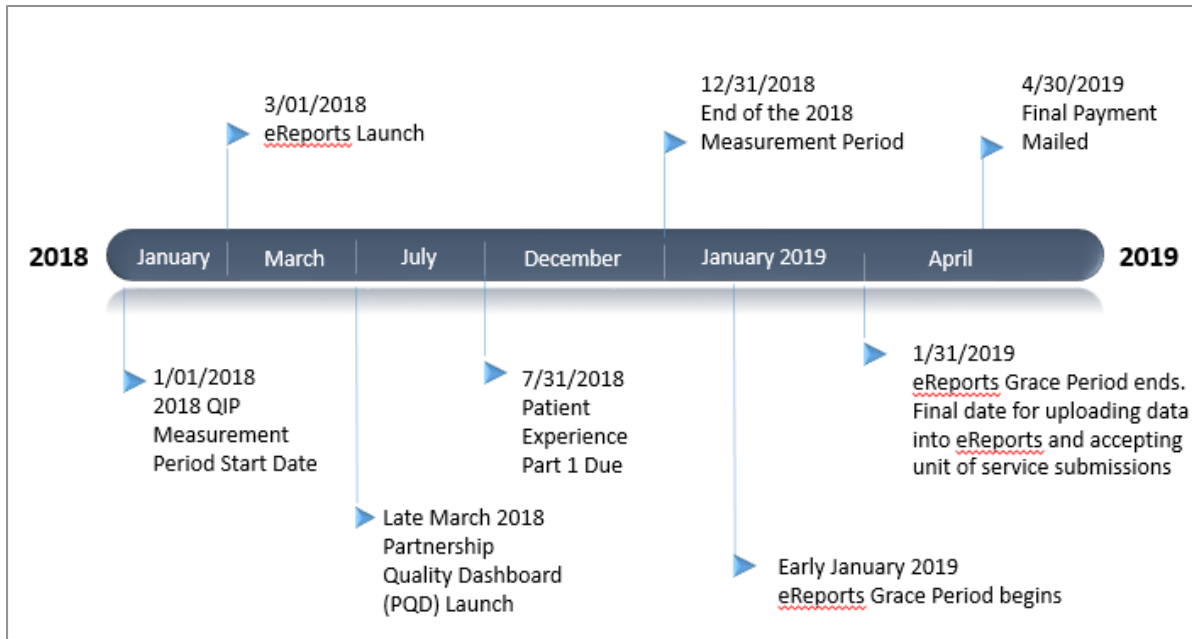 3/01/2018
eReports Launch
12/31/2018
End of the 2018
Measurement Period
4/30/2019
Final Payment
Mailed
2018
January
March
July
December
January 2019
April
2019
1/01/2018
2018 QIP
Measurement
Period Start Date
Late March 2018
Partnership
Quality Dashboard
(PQD) Launch
7/31/2018
Patient
Experience
Part 1 Due
Early January 2019
eReports Grace Period begins
1/31/2019
eReports Grace Period ends.
Final date for uploading data
into eReports and accepting
unit of service submissions